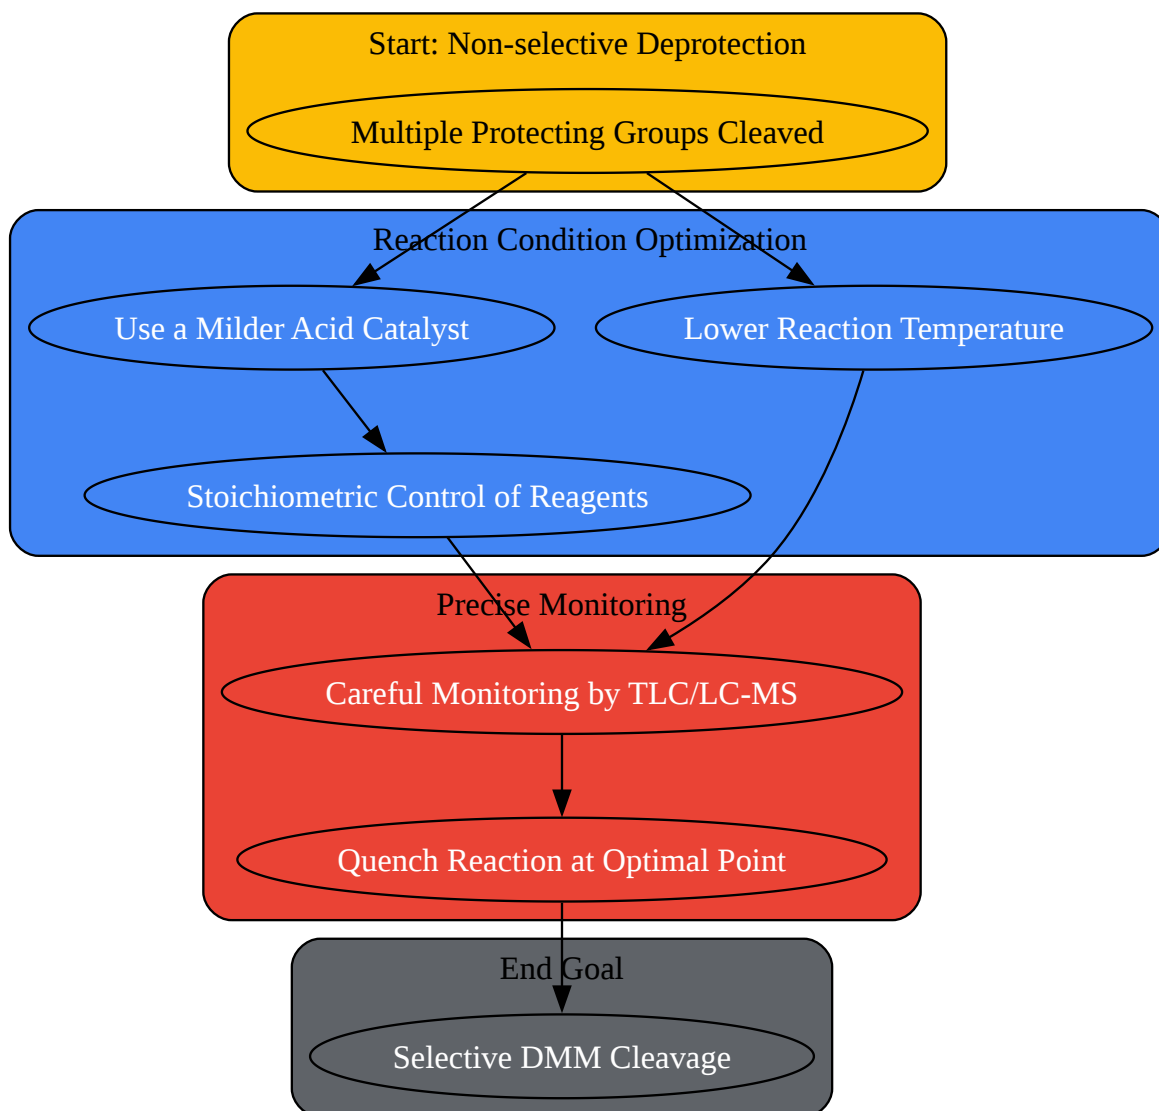 Start: Non-selective Deprotection
Multiple Protecting Groups Cleaved
Reaction Condition Optimization
Use a Milder Acid Catalyst
Lower Reaction Temperature
Stoichiometric Control of Reagents
Precise Monitoring
Careful Monitoring by TLC/LC-MS
Quench Reaction at Optimal Point
End Goal
Selective DMM Cleavage